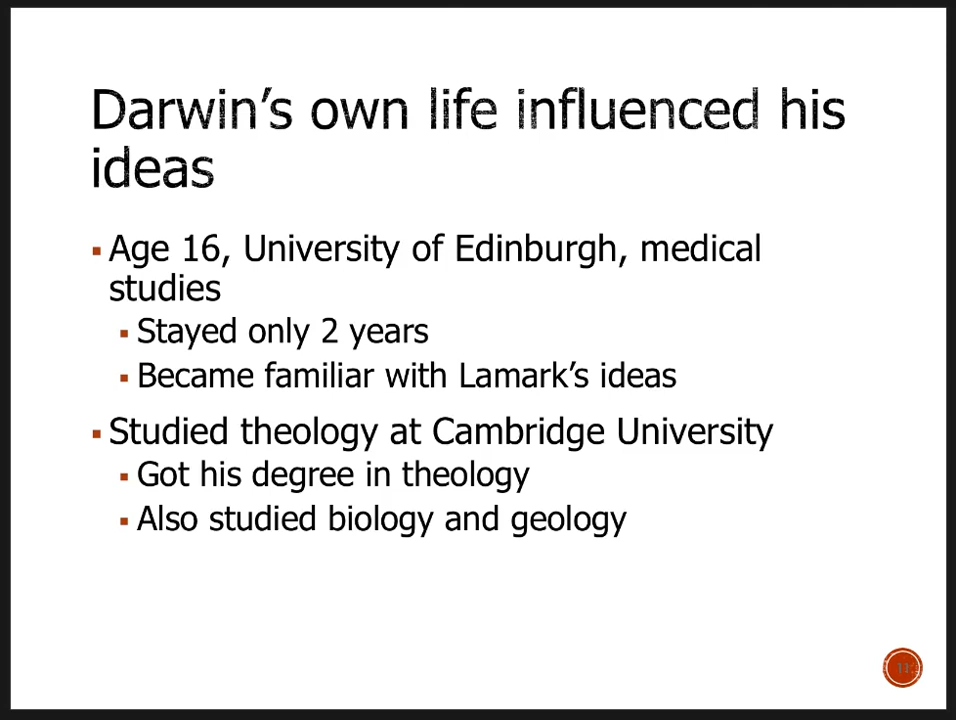 Darwin's own life influenced his
ideas
▪ Age 16, University of Edinburgh, medical
studies
▪ Stayed only 2 years
▪ Became familiar with Lamark's ideas
▪ Studied theology at Cambridge University
▪ Got his degree in theology
▪ Also studied biology and geology